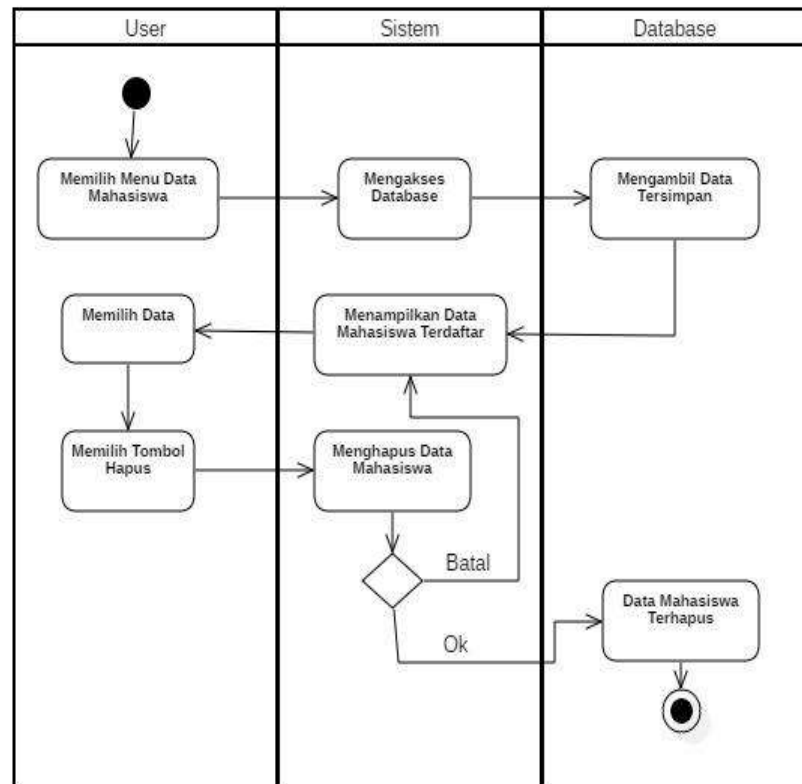 User
Sistem
Database
Memilih Menu Data
Mahasiswa
Mengakses
Database
Mengambil Data
Tersimpan
Memilih Data
Menampilkan Data
Mahasiswa Terdaftar
Memilih Tombol
Hapus
Menghapus Data
Mahasiswa
Batal
Data Mahasiswa
Terhapus
Ok